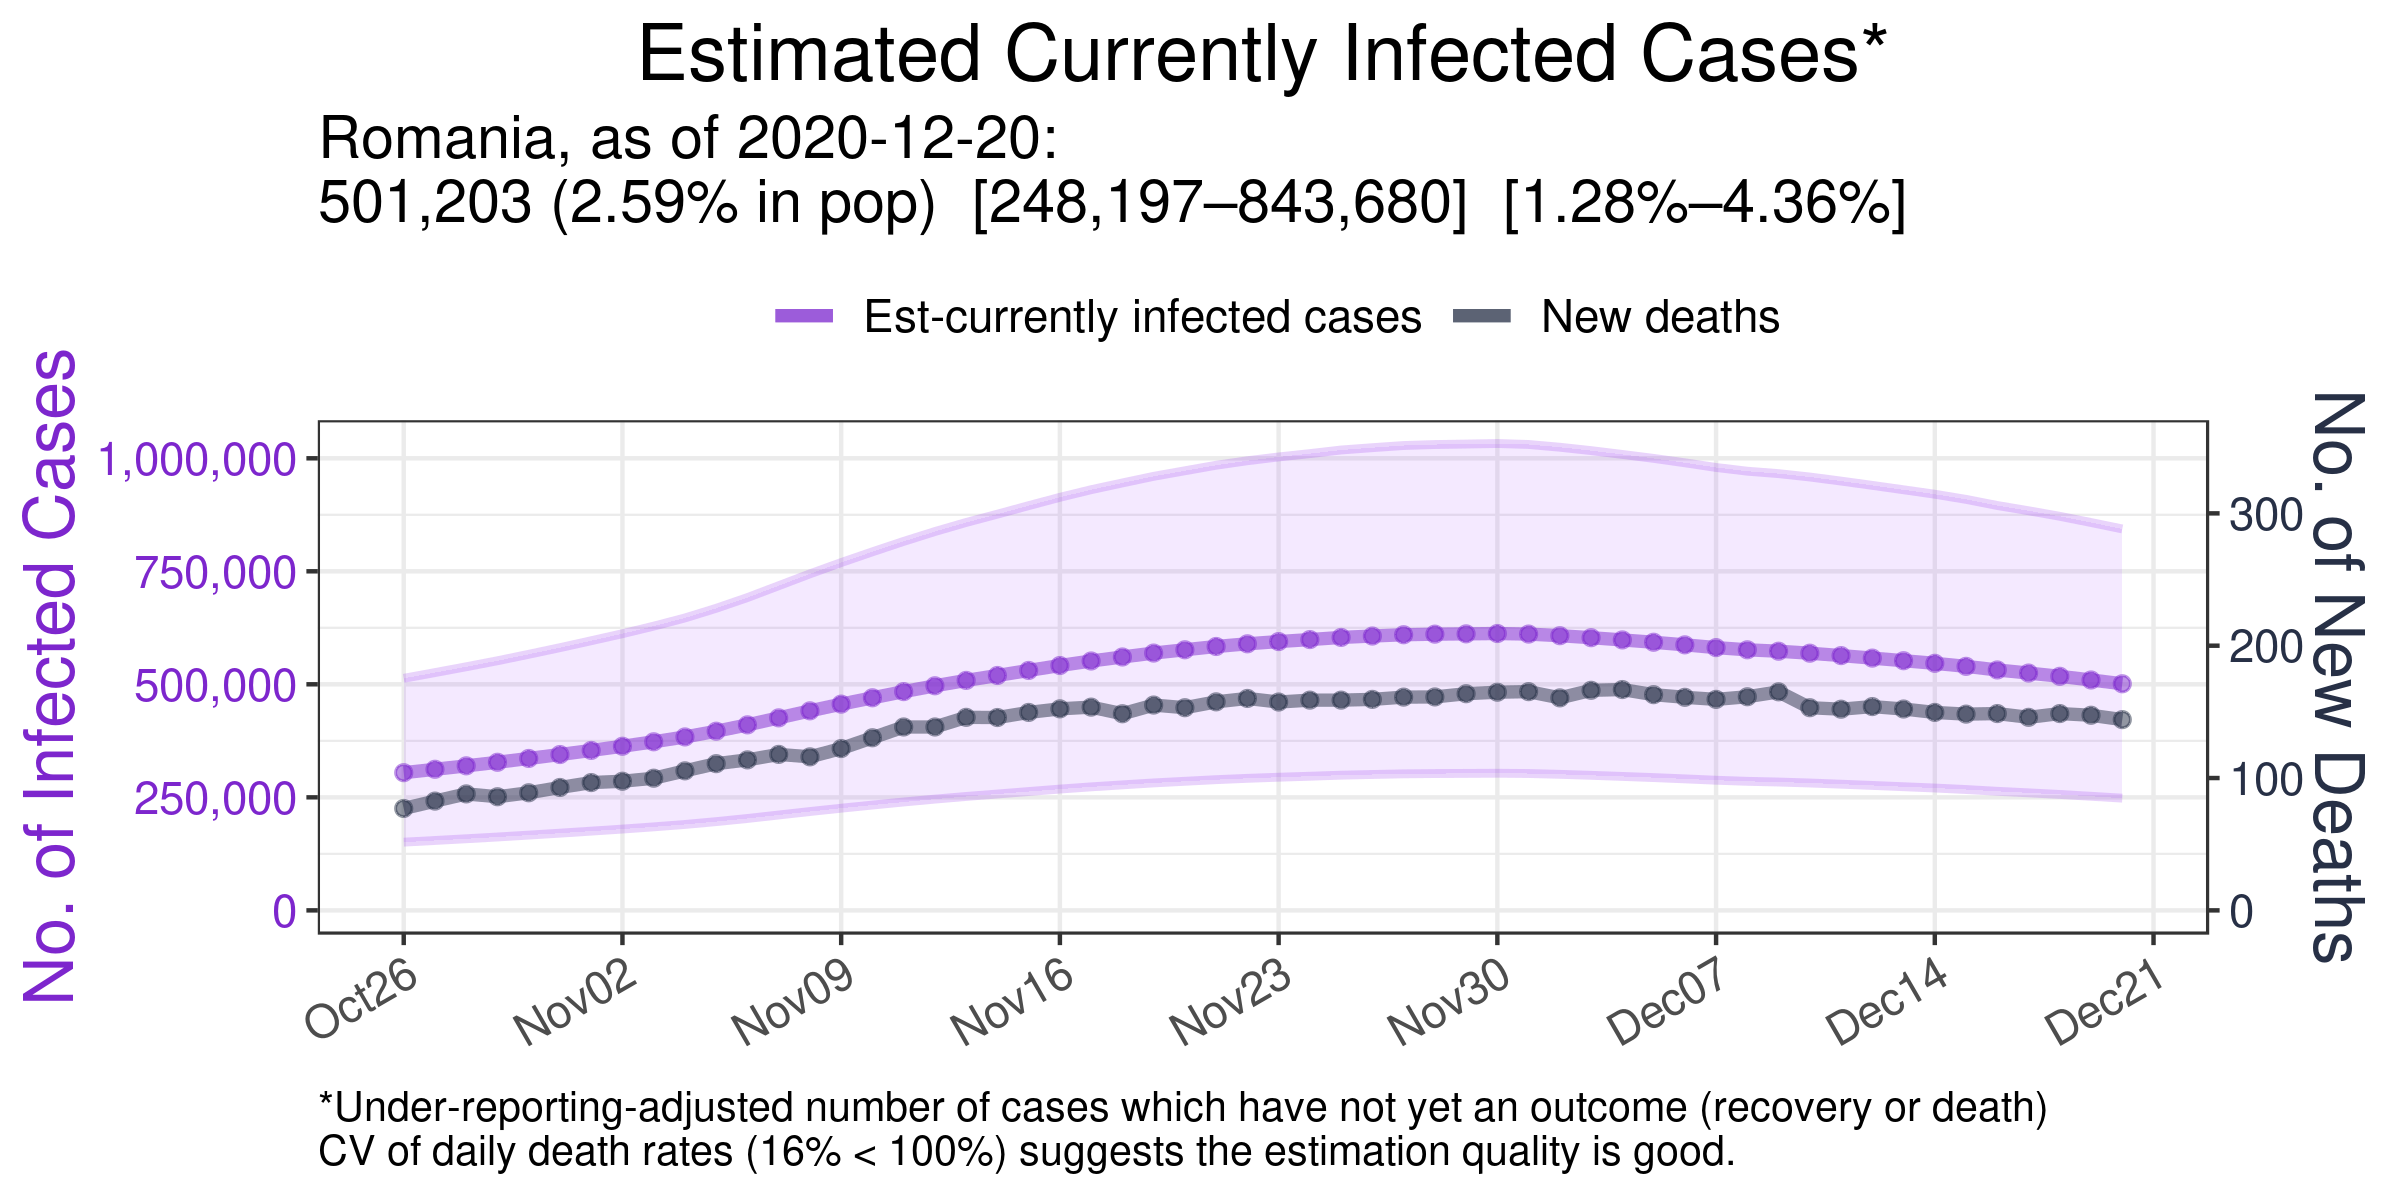 Estimated Currently Infected Cases*
Romania, as of 2020-12-20:
501,203 (2.59% in pop)  [248,197–843,680]  [1.28%–4.36%]
Est-currently infected cases
New deaths
No. of Infected Cases
1,000,000
750,000
500,000
250,000
0
300
200
100
0
No. of New Deaths
Oct26
Nov02
Nov09
Nov16
Nov23
Nov30
Dec07
Dec14
Dec21
*Under-reporting-adjusted number of cases which have not yet an outcome (recovery or death)
CV of daily death rates (16% < 100%) suggests the estimation quality is good.